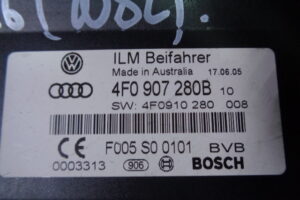 ILM Beifahrer
Made in Australia 17.06.05
4F0 907 280B 10
SW: 4F0910 280 008
F005 S0 0101 BVB
0003313 906 BOSCH